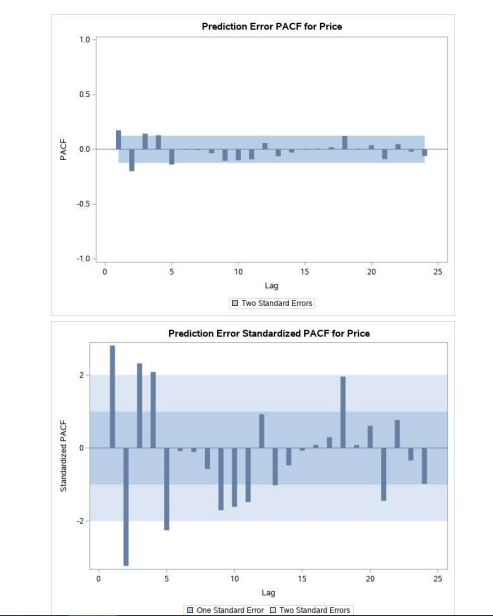 Prediction Error PACF for Price
1.0
0.5
0.0
-0.5
-1.0
PACF
0 5 10 15 20 25
Lag
Two Standard Errors
Prediction Error Standardized PACF for Price
2
0
-2
Standardized PACF
0 5 10 15 20 25
Lag
One Standard Error Two Standard Errors